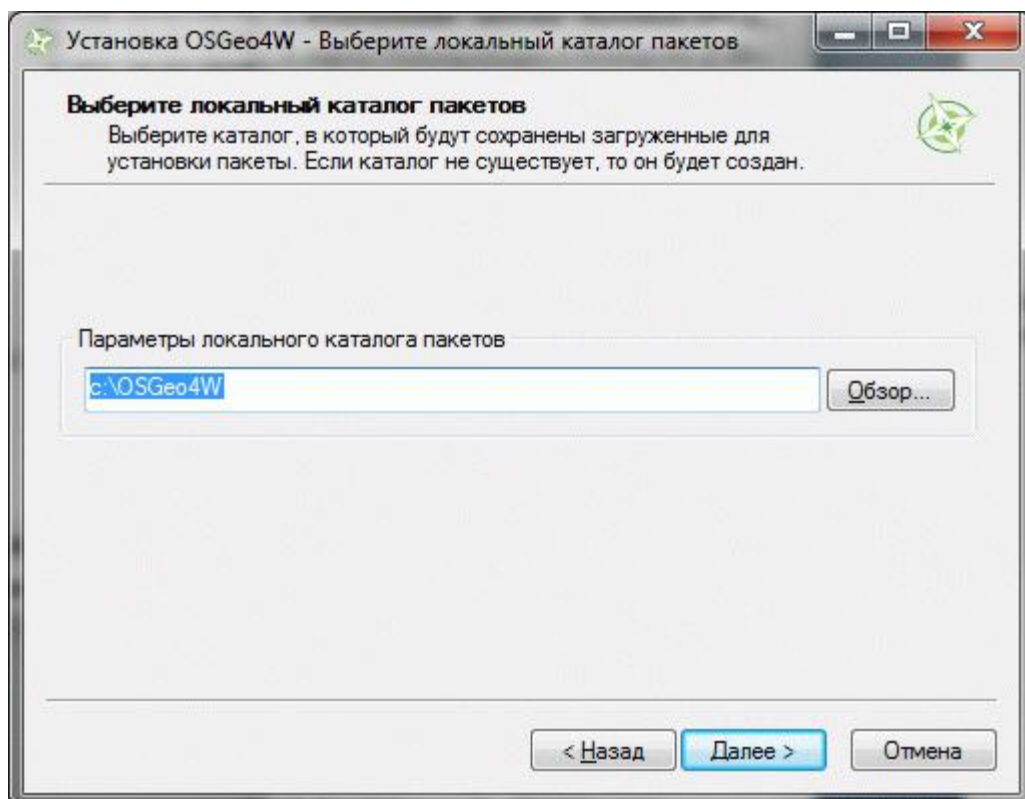 Установка OSGeo4W - Выберите локальный каталог пакетов
Выберите локальный каталог пакетов
Выберите каталог, в который будут сохранены загруженные для
установки пакеты. Если каталог не существует, то он будет создан.
Параметры локального каталога пакетов
c:\OSGeo4W
Обзор...
< Назад
Далее >
Отмена